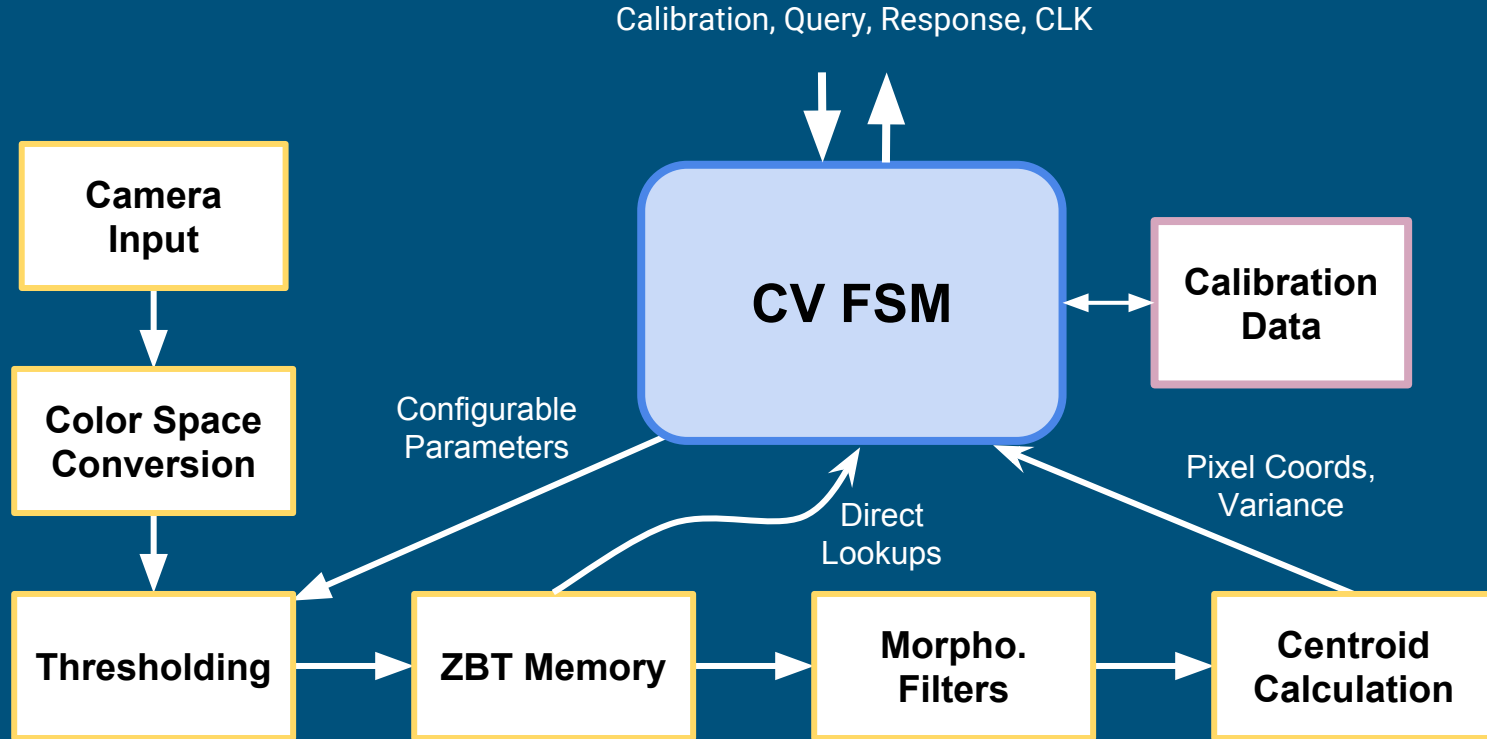 Calibration, Query, Response, CLK
Camera
Input
CV FSM
Calibration
Data
Color Space
Conversion
Configurable
Parameters
Pixel Coords,
Variance
Direct
Lookups
Thresholding
ZBT Memory
Morpho.
Filters
Centroid
Calculation